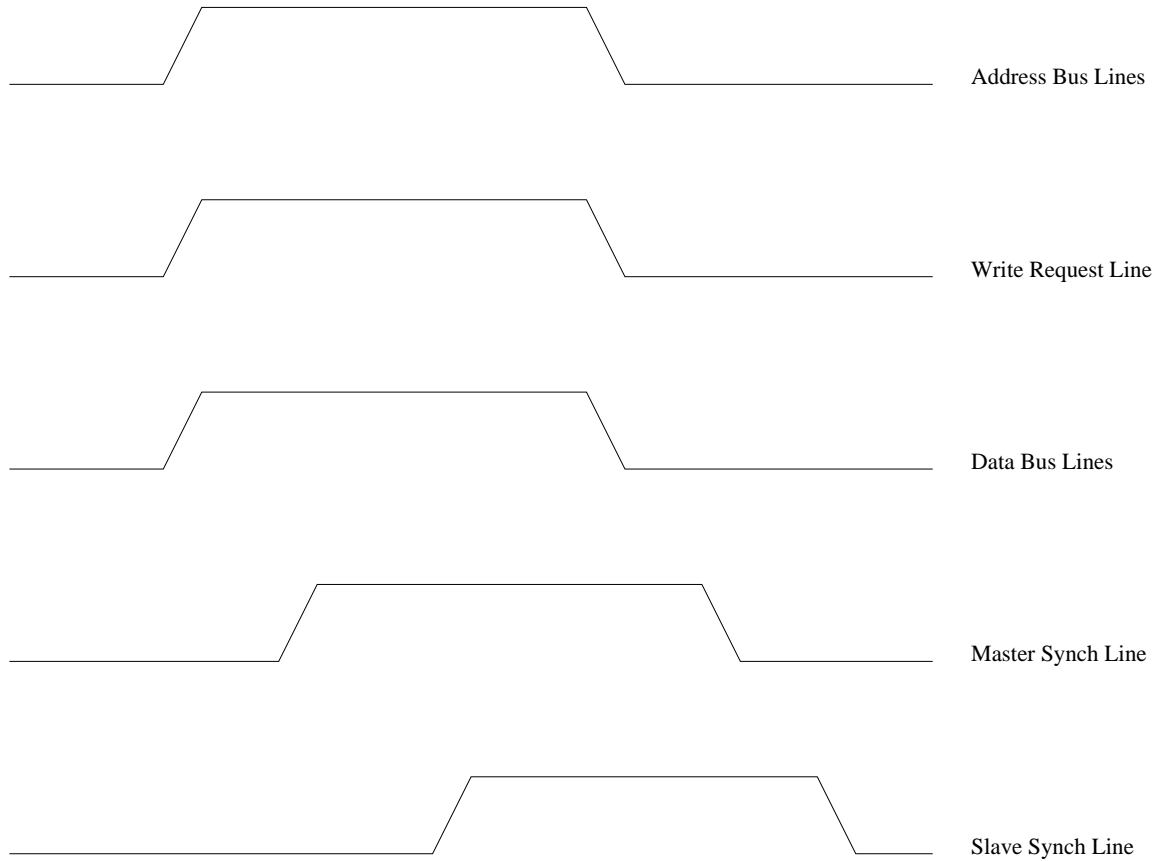 Address Bus Lines
Write Request Line
Data Bus Lines
Master Synch Line
Slave Synch Line